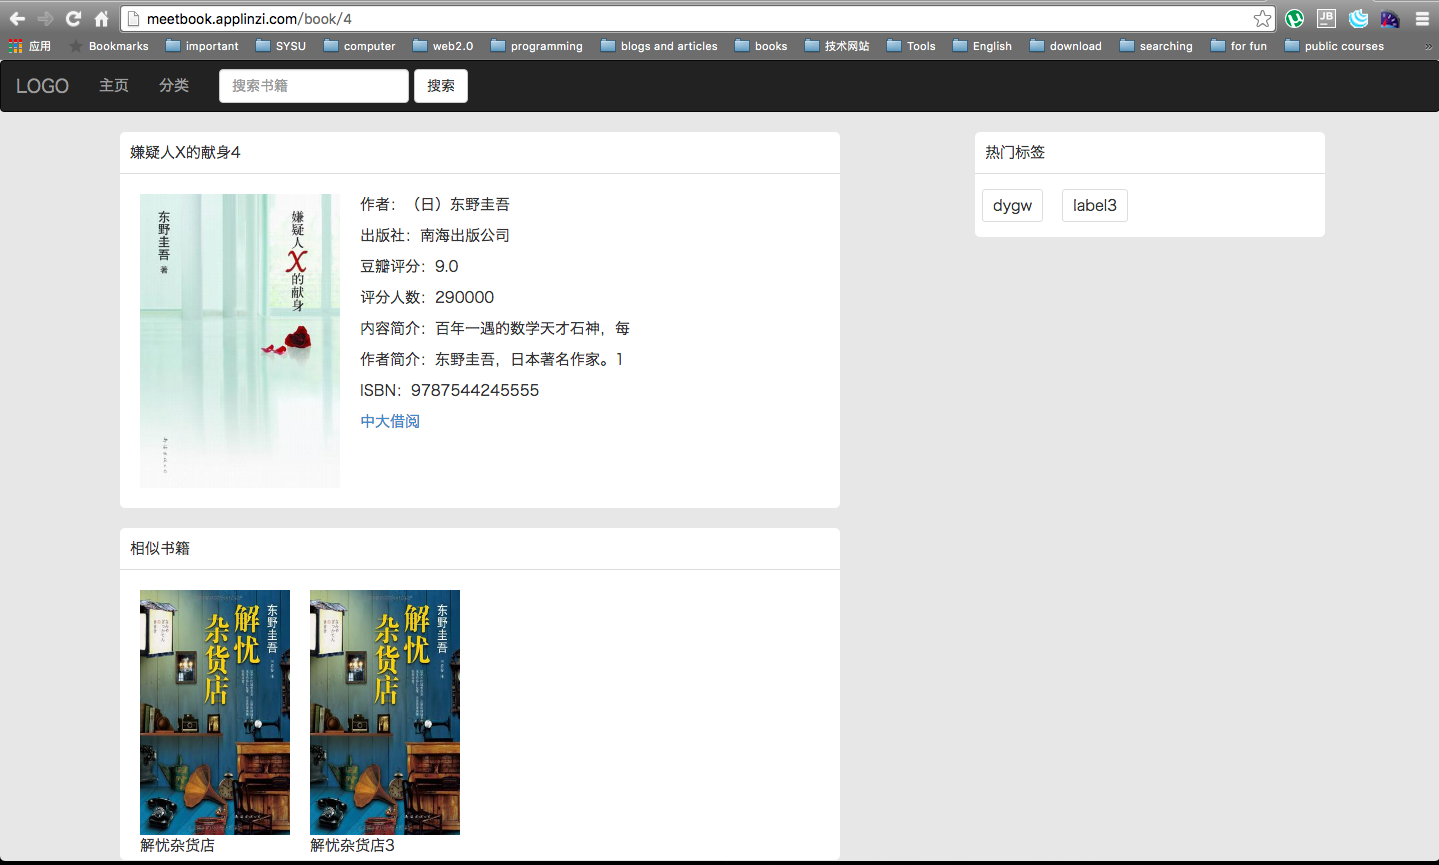 meetbook.applinzi.com/book/4
JB
应用
Bookmarks
important
SYSU
computer
web2.0
programming
blogs and articles
books
技术网站
Tools
English
download
searching
for fun
public courses
»
LOGO
主页
分类
搜索书籍
搜索
嫌疑人X的献身4
东野圭吾 著
嫌疑人X的献身
作者：（日）东野圭吾
出版社：南海出版公司
豆瓣评分：9.0
评分人数：290000
内容简介：百年一遇的数学天才石神，每
作者简介：东野圭吾，日本著名作家。1
ISBN：9787544245555
中大借阅
热门标签
dygw
label3
相似书籍
解忧
杂货店
东野圭吾
解忧杂货店
解忧
杂货店
东野圭吾
解忧杂货店3